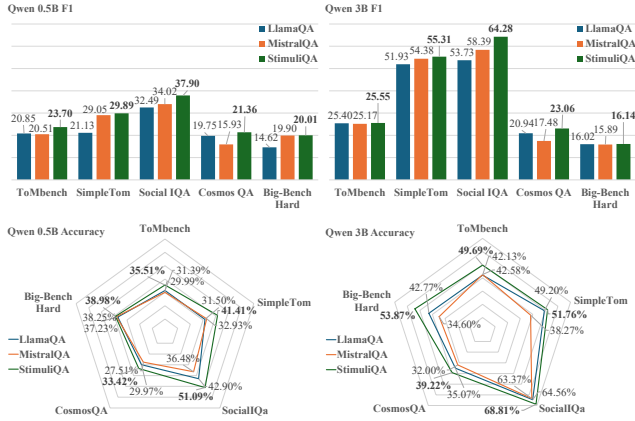 Qwen 0.5B F1
LlamaQA
MistralQA
StimuliQA
20.85
20.51
23.70
21.13
29.05
29.89
32.49
34.02
37.90
19.75
15.93
21.36
14.62
19.90
20.01
ToMbench
SimpleTom
Social IQA
Cosmos QA
Big-Bench
Hard
Qwen 3B F1
LlamaQA
MistralQA
StimuliQA
25.40
25.17
25.55
51.93
54.38
55.31
53.73
58.39
64.28
20.94
17.48
23.06
16.02
15.89
16.14
ToMbench
SimpleTom
Social IQA
Cosmos QA
Big-Bench
Hard
Qwen 0.5B Accuracy
ToMbench
35.51%
31.39%
29.99%
SimpleTom
31.50%
41.41%
32.93%
Big-Bench
Hard
38.98%
38.25%
37.23%
LlamaQA
MistralQA
StimuliQA
36.48%
42.90%
51.09%
SocialIQa
27.51%
33.42%
29.97%
CosmosQA
Qwen 3B Accuracy
ToMbench
49.69%
42.13%
42.58%
SimpleTom
49.20%
51.76%
38.27%
Big-Bench
Hard
42.77%
53.87%
34.60%
LlamaQA
MistralQA
StimuliQA
63.37%
64.56%
68.81%
SocialIQa
32.00%
39.22%
35.07%
CosmosQA